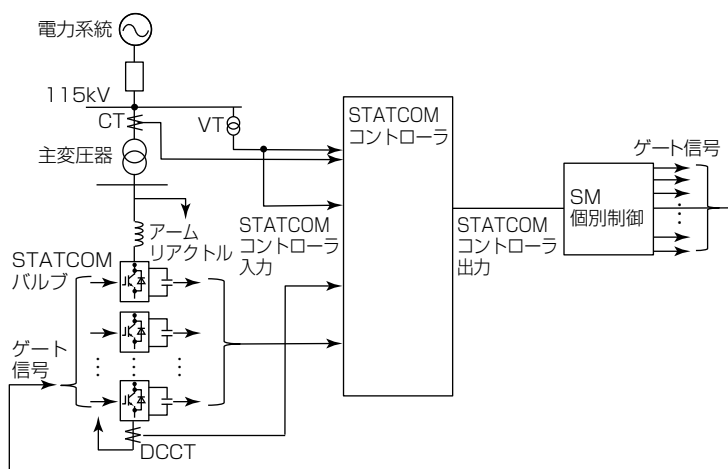 電力系統
115kV
CT
VT
主変圧器
アーム
リアクトル
STATCOM
バルブ
ゲート
信号
DCCT
STATCOM
コントローラ
入力
STATCOM
コントローラ
STATCOM
コントローラ
出力
SM
個別制御
ゲート信号